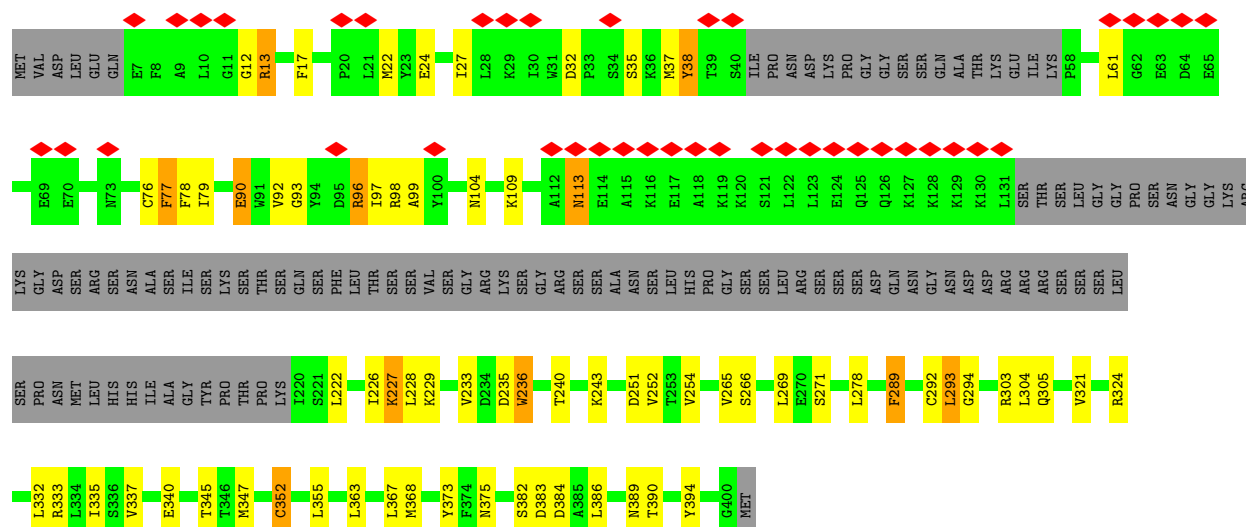 MET VAL ASP LEU GLU GLN E7 F8 A9 L10 G11 G12 R13 F17 P20 L21 M22 Y23 E24 I27 L28 K29 I30 W31 D32 P33 S34 S35 K36 M37 Y38 T39 S40 ILE PRO ASN ASP LYS PRO GLY GLY SER SER GLN ALA THR LYS GLU ILE LYS P58 L61 G62 E63 D64 E65
E69 E70 N73 C76 F77 F78 I79 E90 W91 V92 G93 Y94 D95 R96 I97 R98 A99 Y100 N104 K109 A112 N113 E114 A115 K116 E117 A118 K119 K120 S121 L122 L123 E124 Q125 Q126 K127 K128 K129 K130 L131 SER THR SER LEU GLY GLY PRO SER ASN GLY GLY LYS ARG
LYS GLY ASP SER ARG SER ASN ALA SER ILE SER LYS SER THR SER GLN SER PHE LEU THR SER SER VAL SER GLY ARG LYS SER GLY ARG SER SER ALA ASN SER LEU HIS PRO GLY SER SER LEU ARG SER SER SER ASP GLN ASN GLY ASN ASP ASP ARG ARG ARG SER SER SER LEU
SER PRO ASN MET LEU HIS HIS ILE ALA GLY TYR PRO THR PRO LYS I220 S221 L222 I226 K227 L228 K229 V233 D234 D235 W236 T240 K243 D251 V252 T253 V254 V265 S266 L269 E270 S271 L278 F289 C292 L293 G294 R303 L304 Q305 V321 R324
L332 R333 L334 I335 S336 V337 E340 T345 T346 M347 C352 L355 L363 L367 M368 Y373 F374 N375 S382 D383 D384 A385 L386 N389 T390 Y394 G400 MET